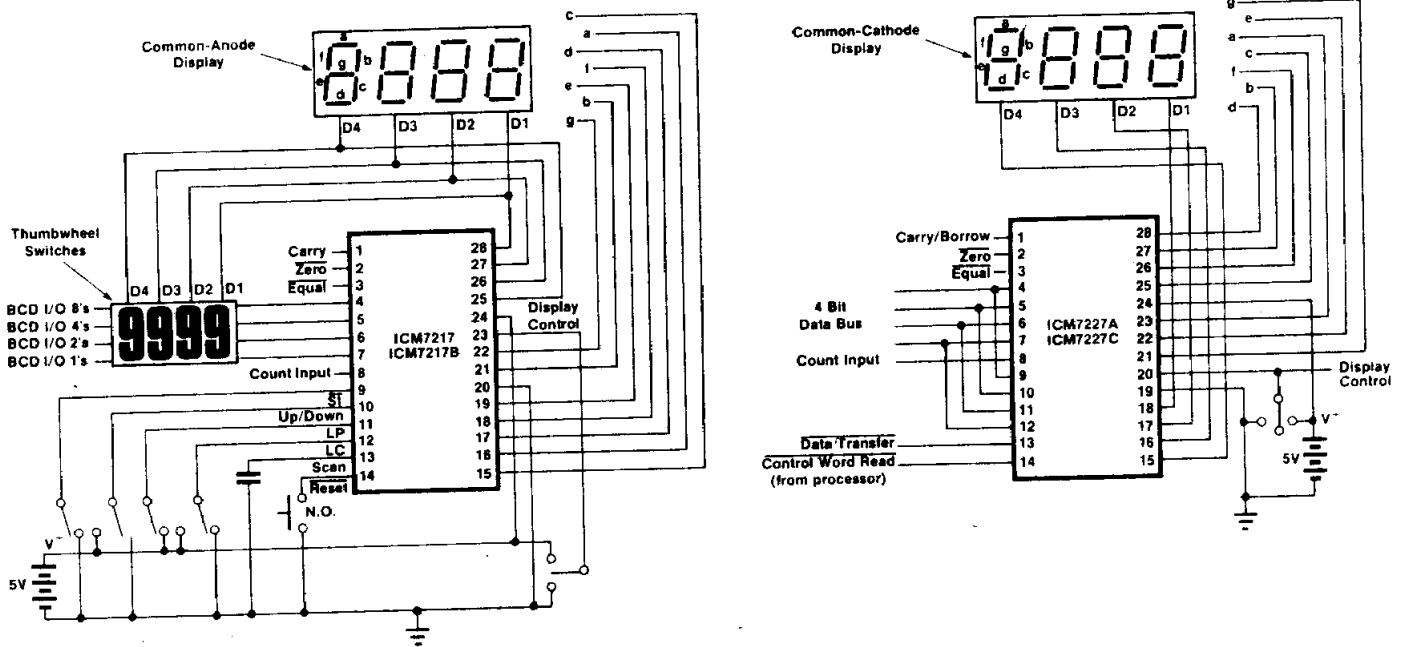 Common-Anode
Display
a
f
b
g
e
c
d
D4
D3
D2
D1
c
a
d
f
e
b
g
Thumbwheel
Switches
D4 D3 D2 D1
BCD I/O 8's
BCD I/O 4's
BCD I/O 2's
BCD I/O 1's
9999
Carry
Zero
Equal
Count Input
SI
Up/Down
LP
LC
Scan
Reset
1
2
3
4
5
6
7
8
9
10
11
12
13
14
ICM7217
ICM7217B
28
27
26
25
24
23
22
21
20
19
18
17
16
15
Display
Control
N.O.
V+
5V
Common-Cathode
Display
a
f
b
g
e
c
d
D4
D3
D2
D1
g
e
a
c
f
b
d
Carry/Borrow
Zero
Equal
4 Bit
Data Bus
Count Input
Data Transfer
Control Word Read
(from processor)
1
2
3
4
5
6
7
8
9
10
11
12
13
14
ICM7227A
ICM7227C
28
27
26
25
24
23
22
21
20
19
18
17
16
15
Display
Control
V+
5V